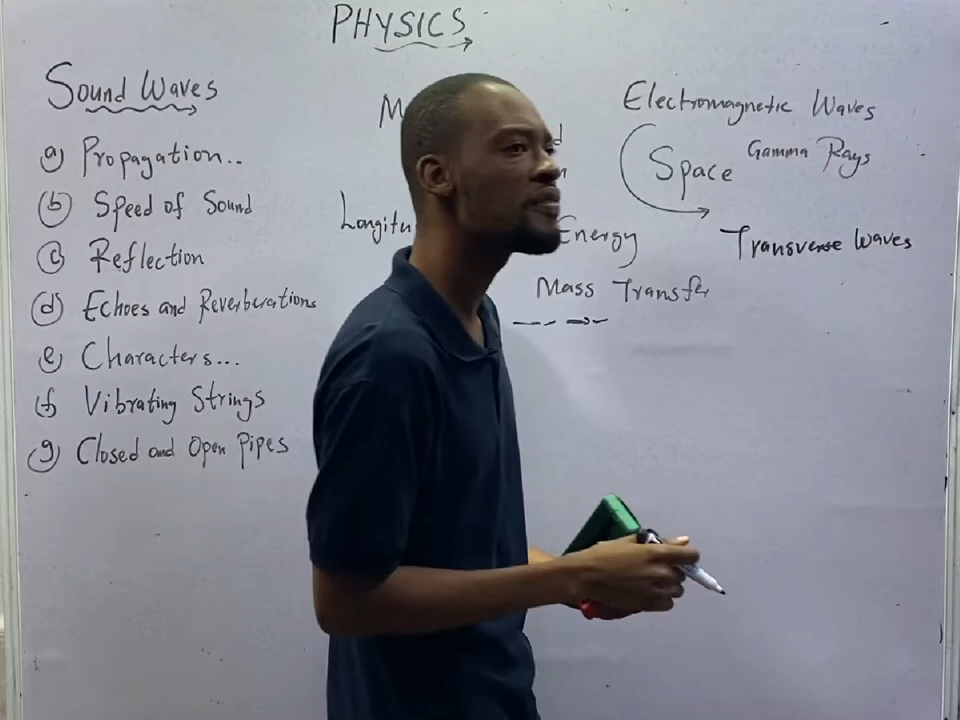 PHYSICS
Sound Waves
a) Propagation..
b) Speed of Sound
c) Reflection
d) Echoes and Reverberations
e) Characters...
f) Vibrating Strings
g) Closed and Open Pipes
Energy
Mass Transfer
Electromagnetic Waves
Space Gamma Rays
Transverse Waves